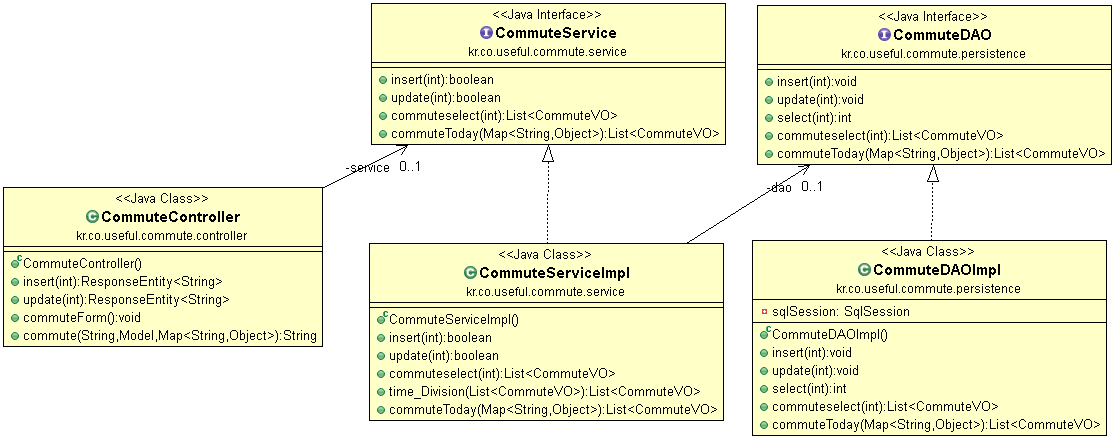 <<Java Interface>>
I CommuteService
kr.co.useful.commute.service
insert(int):boolean
update(int):boolean
commuteselect(int):List<CommuteVO>
commuteToday(Map<String,Object>):List<CommuteVO>
<<Java Interface>>
I CommuteDAO
kr.co.useful.commute.persistence
insert(int):void
update(int):void
select(int):int
commuteselect(int):List<CommuteVO>
commuteToday(Map<String,Object>):List<CommuteVO>
-service 0..1
-dao 0..1
<<Java Class>>
C CommuteController
kr.co.useful.commute.controller
c CommuteController()
insert(int):ResponseEntity<String>
update(int):ResponseEntity<String>
commuteForm():void
commute(String,Model,Map<String,Object>):String
<<Java Class>>
C CommuteServiceImpl
kr.co.useful.commute.service
c CommuteServiceImpl()
insert(int):boolean
update(int):boolean
commuteselect(int):List<CommuteVO>
time_Division(List<CommuteVO>):List<CommuteVO>
commuteToday(Map<String,Object>):List<CommuteVO>
<<Java Class>>
C CommuteDAOImpl
kr.co.useful.commute.persistence
sqlSession: SqlSession
c CommuteDAOImpl()
insert(int):void
update(int):void
select(int):int
commuteselect(int):List<CommuteVO>
commuteToday(Map<String,Object>):List<CommuteVO>